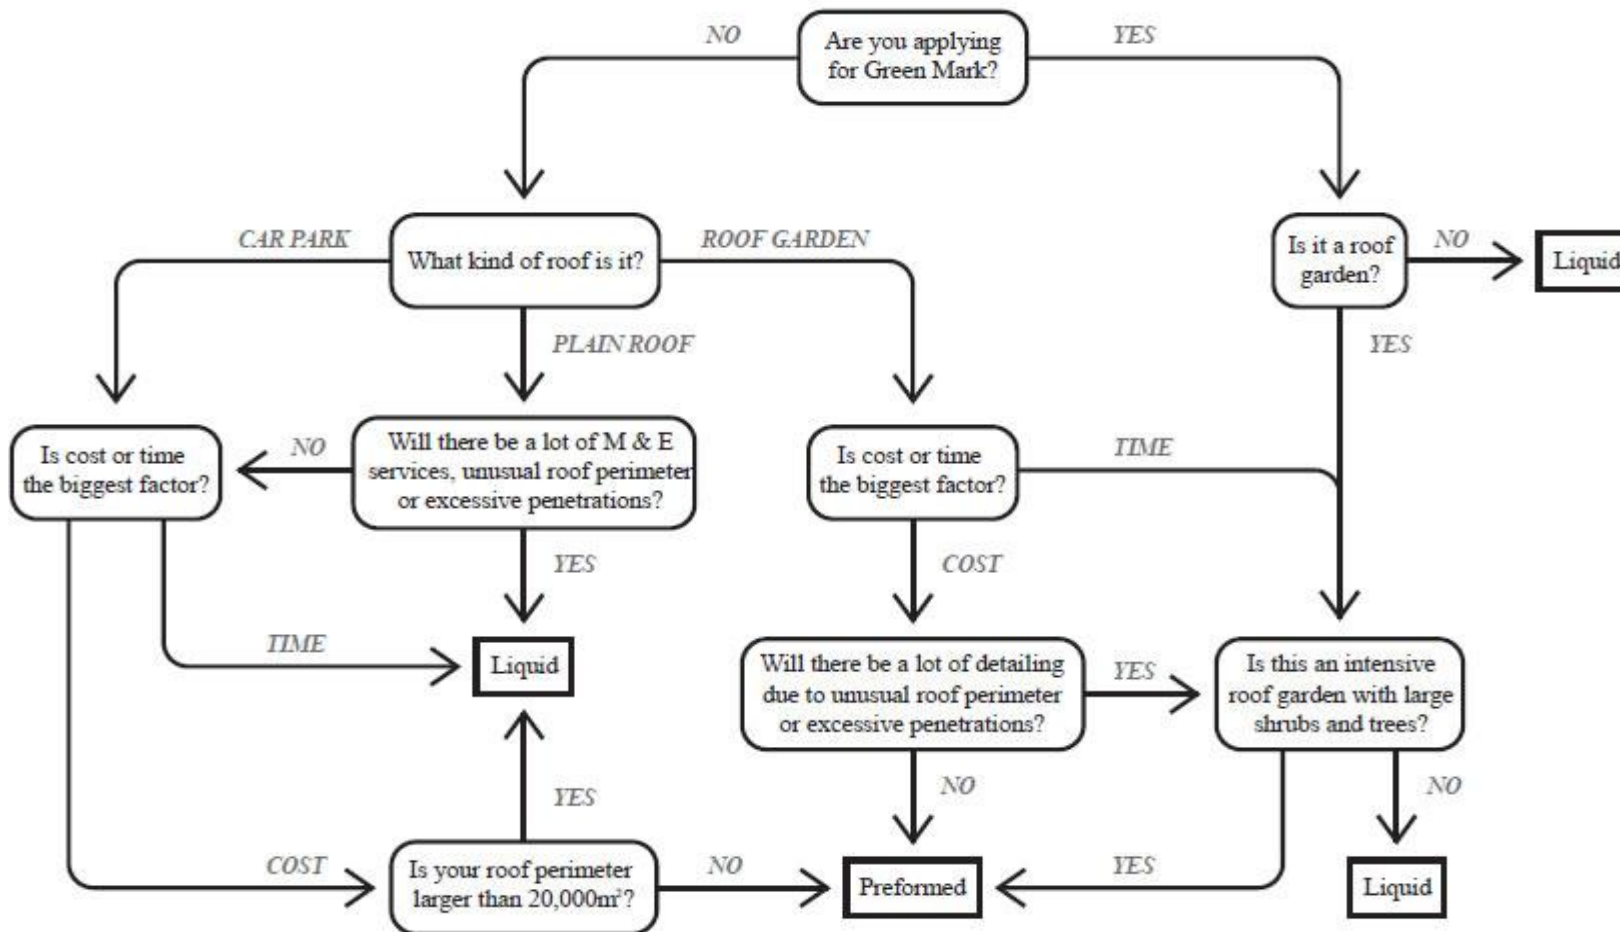 NO
Are you applying
for Green Mark?
YES
CAR PARK
What kind of roof is it?
ROOF GARDEN
Is it a roof
garden?
NO
Liquid
PLAIN ROOF
YES
Is cost or time
the biggest factor?
NO
Will there be a lot of M & E
services, unusual roof perimeter
or excessive penetrations?
Is cost or time
the biggest factor?
TIME
YES
COST
TIME
Liquid
Will there be a lot of detailing
due to unusual roof perimeter
or excessive penetrations?
YES
Is this an intensive
roof garden with large
shrubs and trees?
YES
NO
NO
COST
Is your roof perimeter
larger than 20,000m²?
NO
Preformed
YES
Liquid